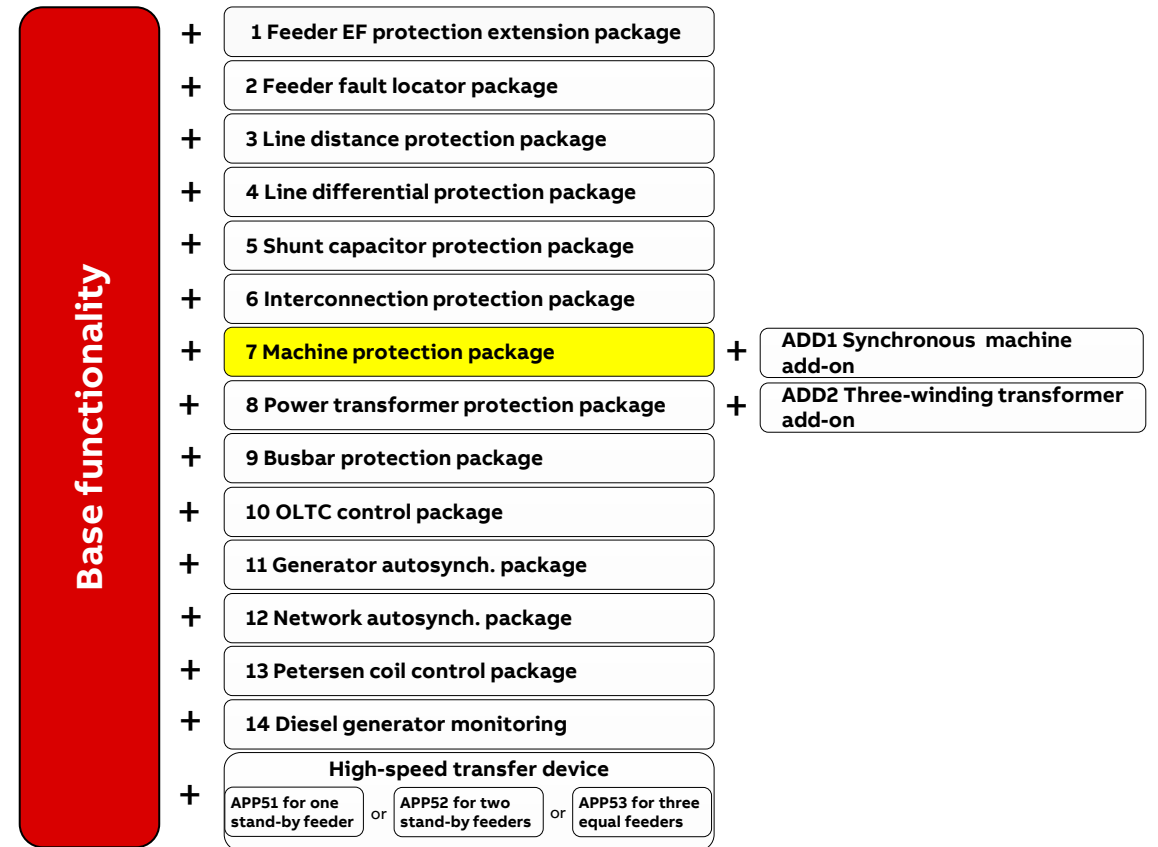 Base functionality
+ 1 Feeder EF protection extension package
+ 2 Feeder fault locator package
+ 3 Line distance protection package
+ 4 Line differential protection package
+ 5 Shunt capacitor protection package
+ 6 Interconnection protection package
+ 7 Machine protection package + ADD1 Synchronous machine
add-on
+ 8 Power transformer protection package + ADD2 Three-winding transformer
add-on
+ 9 Busbar protection package
+ 10 OLTC control package
+ 11 Generator autosynch. package
+ 12 Network autosynch. package
+ 13 Petersen coil control package
+ 14 Diesel generator monitoring
+ High-speed transfer device
APP51 for one
stand-by feeder
or
APP52 for two
stand-by feeders
or
APP53 for three
equal feeders